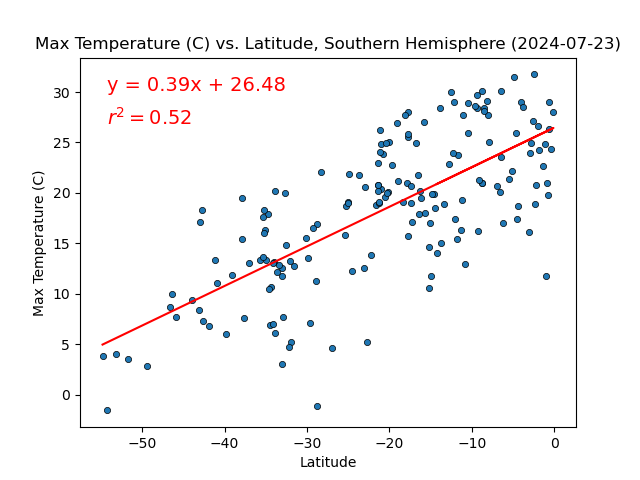 Max Temperature (C) vs. Latitude, Southern Hemisphere (2024-07-23)
y = 0.39x + 26.48
r² = 0.52
Max Temperature (C)
30
25
20
15
10
5
0
−50 −40 −30 −20 −10 0
Latitude